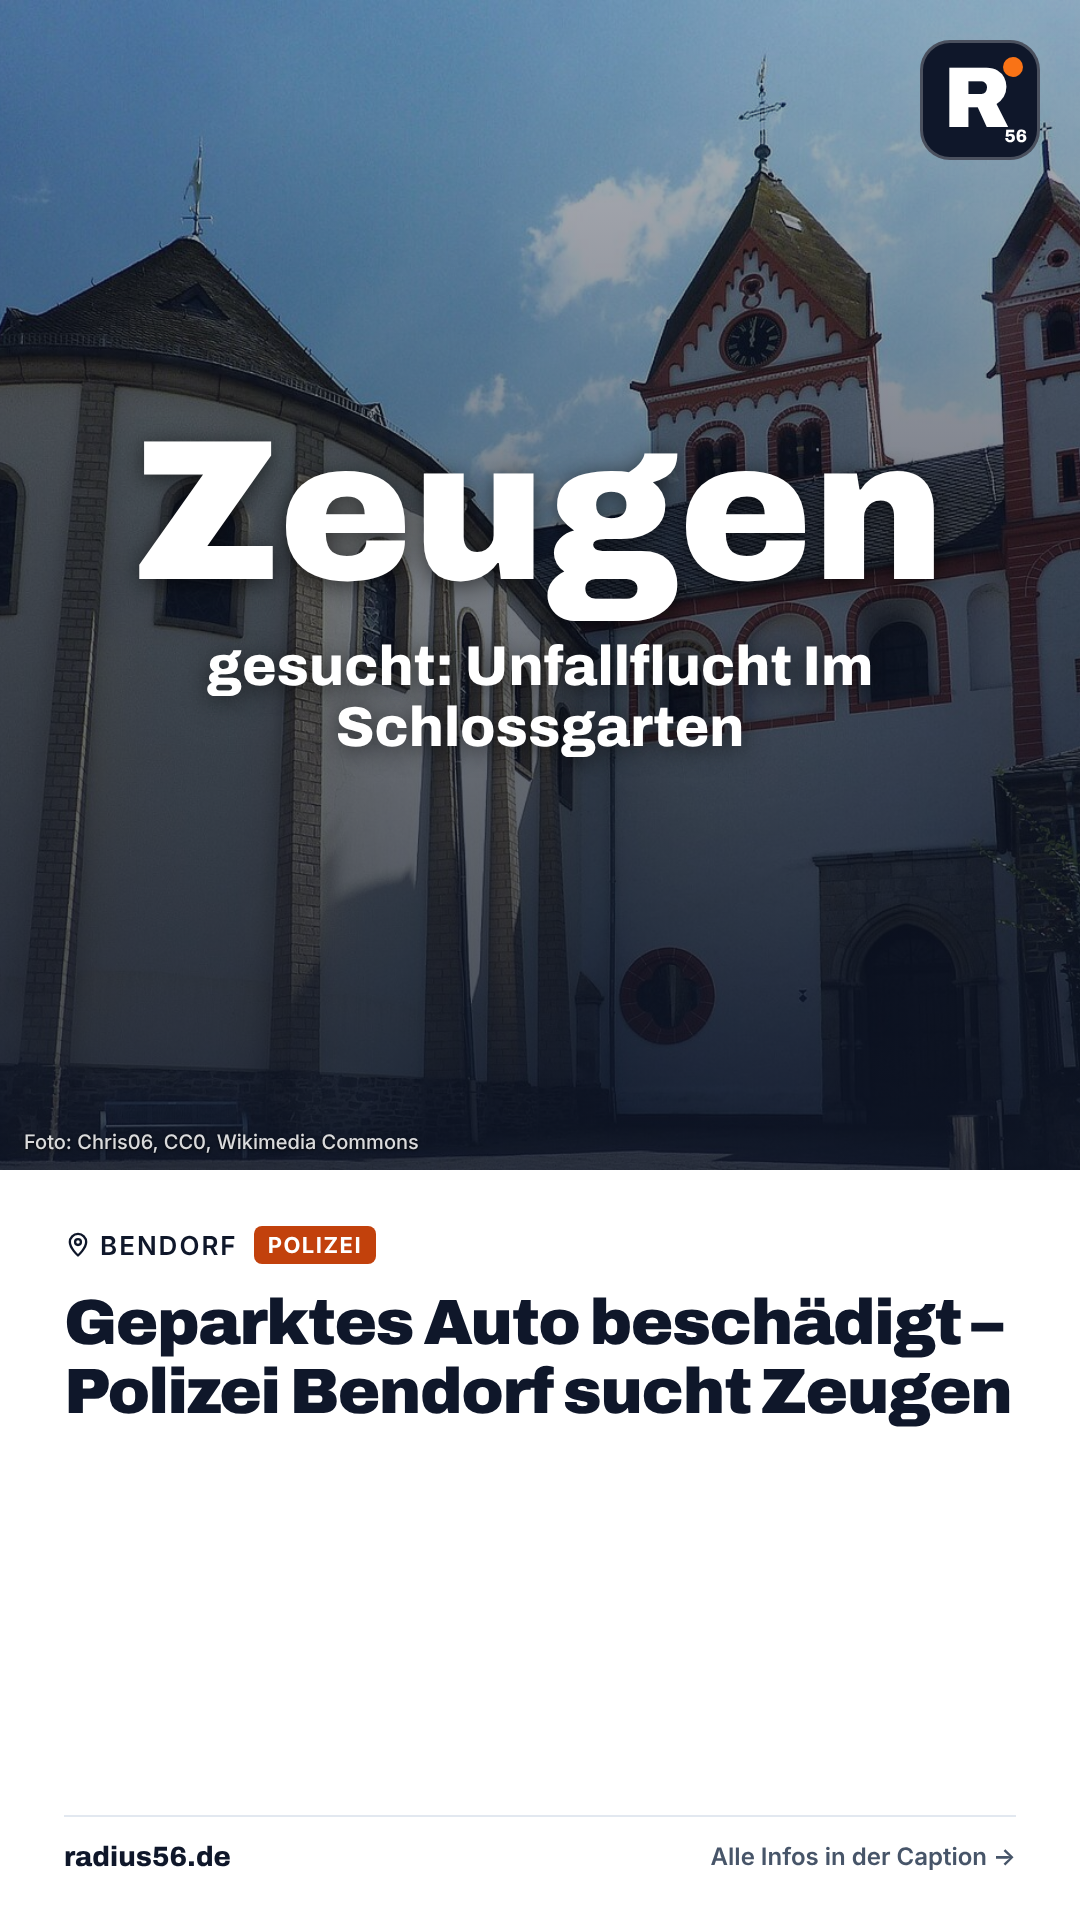 R
56
Zeugen
gesucht: Unfallflucht Im
Schlossgarten
Foto: Chris06, CC0, Wikimedia Commons
BENDORF POLIZEI
Geparktes Auto beschädigt –
Polizei Bendorf sucht Zeugen
radius56.de
Alle Infos in der Caption →